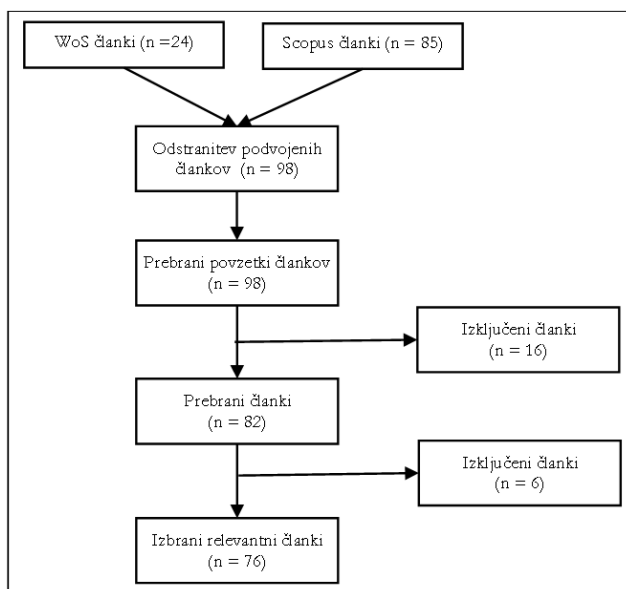 WoS članki (n =24)
Scopus članki (n = 85)
Odstranitev podvojenih
člankov  (n = 98)
Prebrani povzetki člankov
(n = 98)
Izključeni članki
(n = 16)
Prebrani članki
(n = 82)
Izključeni članki
(n = 6)
Izbrani relevantni članki
(n = 76)